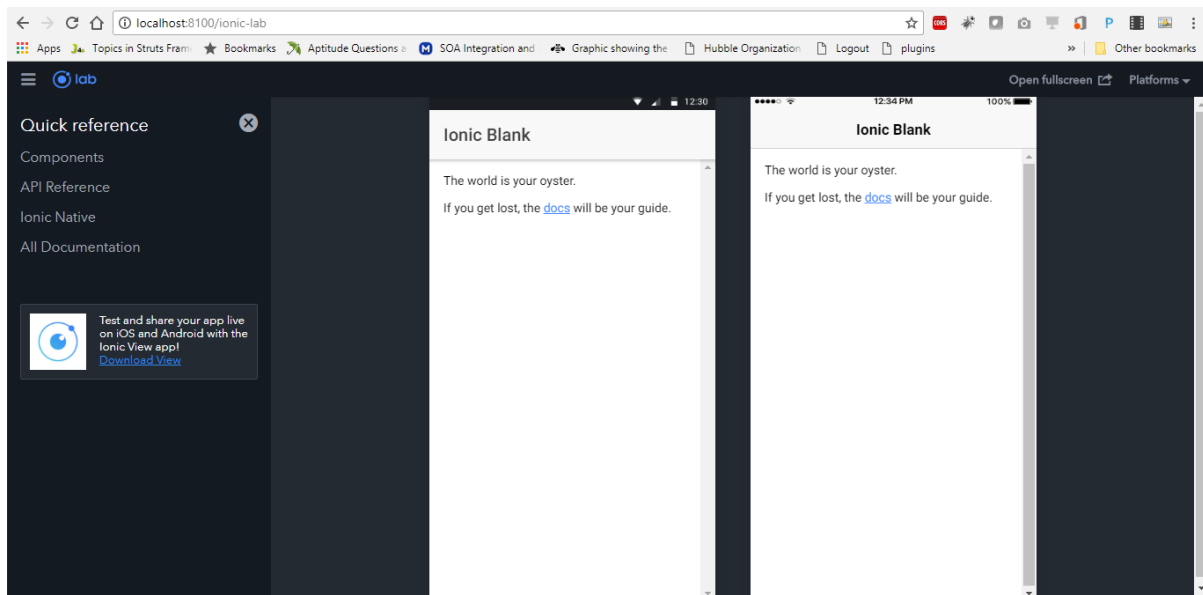 localhost:8100/ionic-lab
CORS
P
Apps Topics in Struts Fram Bookmarks Aptitude Questions a SOA Integration and Graphic showing the Hubble Organization Logout plugins » Other bookmarks
lab Open fullscreen Platforms
Quick reference
Components
API Reference
Ionic Native
All Documentation
Test and share your app live
on iOS and Android with the
Ionic View app!
Download View
12:30
Ionic Blank
The world is your oyster.
If you get lost, the docs will be your guide.
12:34 PM 100%
Ionic Blank
The world is your oyster.
If you get lost, the docs will be your guide.